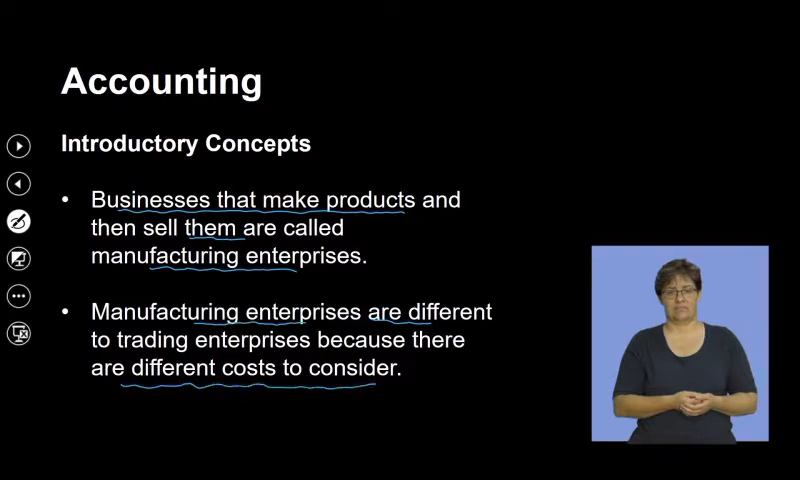 Accounting
Introductory Concepts
• Businesses that make products and
then sell them are called
manufacturing enterprises.
• Manufacturing enterprises are different
to trading enterprises because there
are different costs to consider.